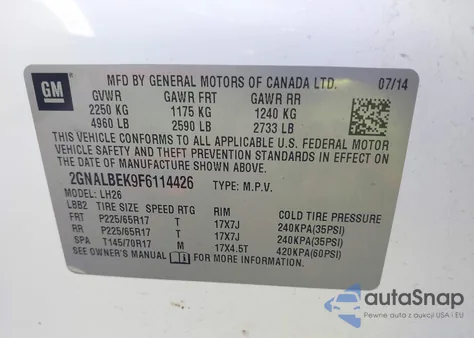 GM
MFD BY GENERAL MOTORS OF CANADA LTD. 07/14
GVWR GAWR FRT GAWR RR
2250 KG 1175 KG 1240 KG
4960 LB 2590 LB 2733 LB
THIS VEHICLE CONFORMS TO ALL APPLICABLE U.S. FEDERAL MOTOR
VEHICLE SAFETY AND THEFT PREVENTION STANDARDS IN EFFECT ON THE
DATE OF MANUFACTURE SHOWN ABOVE.
2GNALBEK9F6114426 TYPE: M.P.V.
MODEL: LH26
LBB2 TIRE SIZE SPEED RTG RIM COLD TIRE PRESSURE
FRT P225/65R17 T 17X7J 240KPA(35PSI)
RR P225/65R17 T 17X7J 240KPA(35PSI)
SPA T145/70R17 M 17X4.5T 420KPA(60PSI)
SEE OWNER'S MANUAL FOR MORE INFORMATION.
autoSnap
Pewne auta z dojazdem z USA i EU